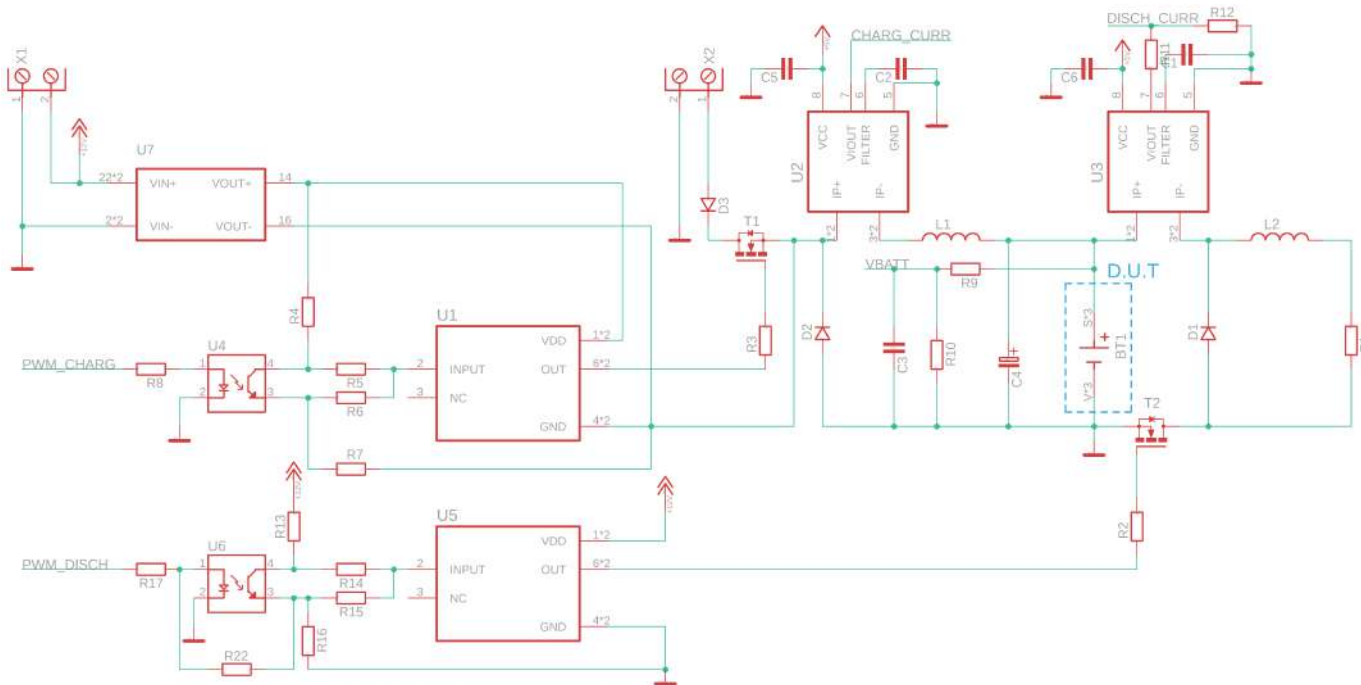 DISCH_CURR
R12
X1
X2
CHARG_CURR
R11
C5
C2
C6
1
2
2
1
8
7
6
5
8
7
6
5
+12V
U7
VCC
VIOUT
FILTER
GND
VCC
VIOUT
FILTER
GND
22*2
VIN+
VOUT+
14
U2
U3
IP+
IP-
IP+
IP-
2*2
VIN-
VOUT-
16
D3
T1
1*2
3*2
L1
1*2
3*2
L2
VBATT
R9
D.U.T
R4
U1
S*3
U4
VDD
1*2
R3
D2
C3
R10
C4
+
+
BT1
D1
PWM_CHARG
R8
1
4
R5
2
INPUT
OUT
6*2
2
3
R6
3
NC
V*3
T2
GND
4*2
R7
+12V
+12V
R13
U5
R2
U6
VDD
1*2
PWM_DISCH
R17
1
4
R14
2
INPUT
OUT
6*2
2
3
R15
3
NC
R16
GND
4*2
R22